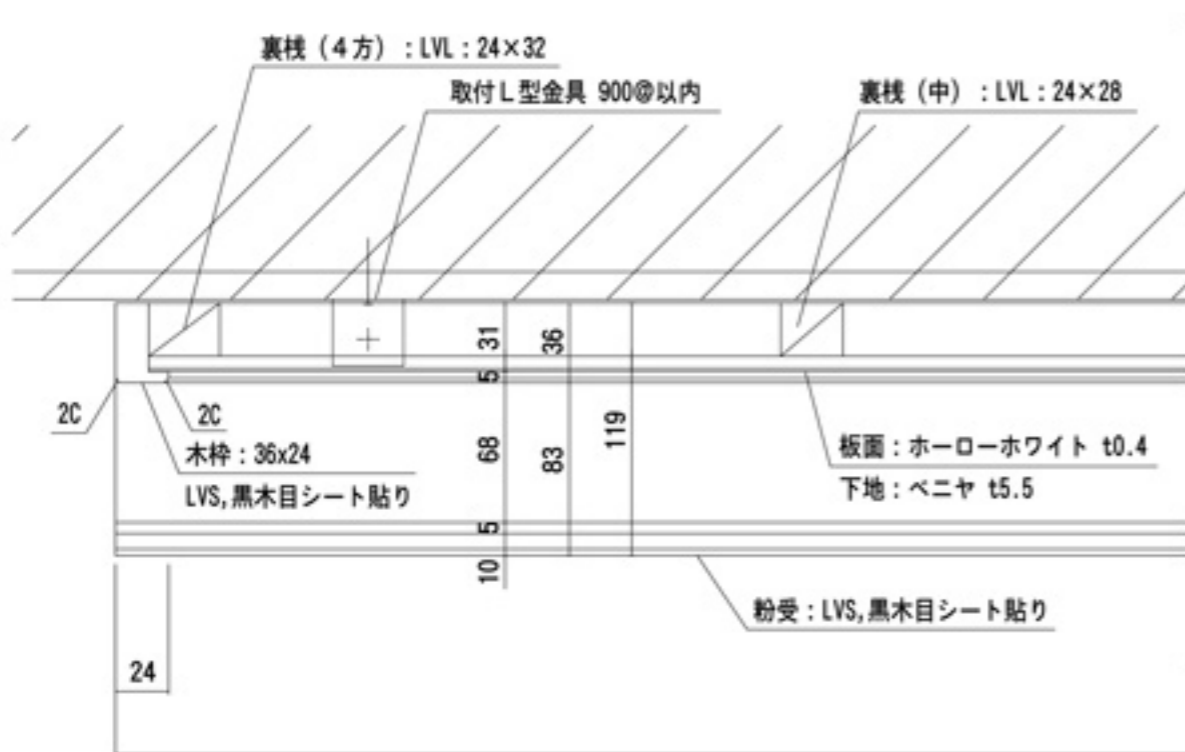 裏桟（４方）：LVL：24×32
取付Ｌ型金具 900@以内
裏桟（中）：LVL：24×28
31
36
5
119
2C
2C
木枠：36x24
LVS,黒木目シート貼り
68
83
板面：ホーローホワイト t0.4
下地：ベニヤ t5.5
5
10
粉受：LVS,黒木目シート貼り
24